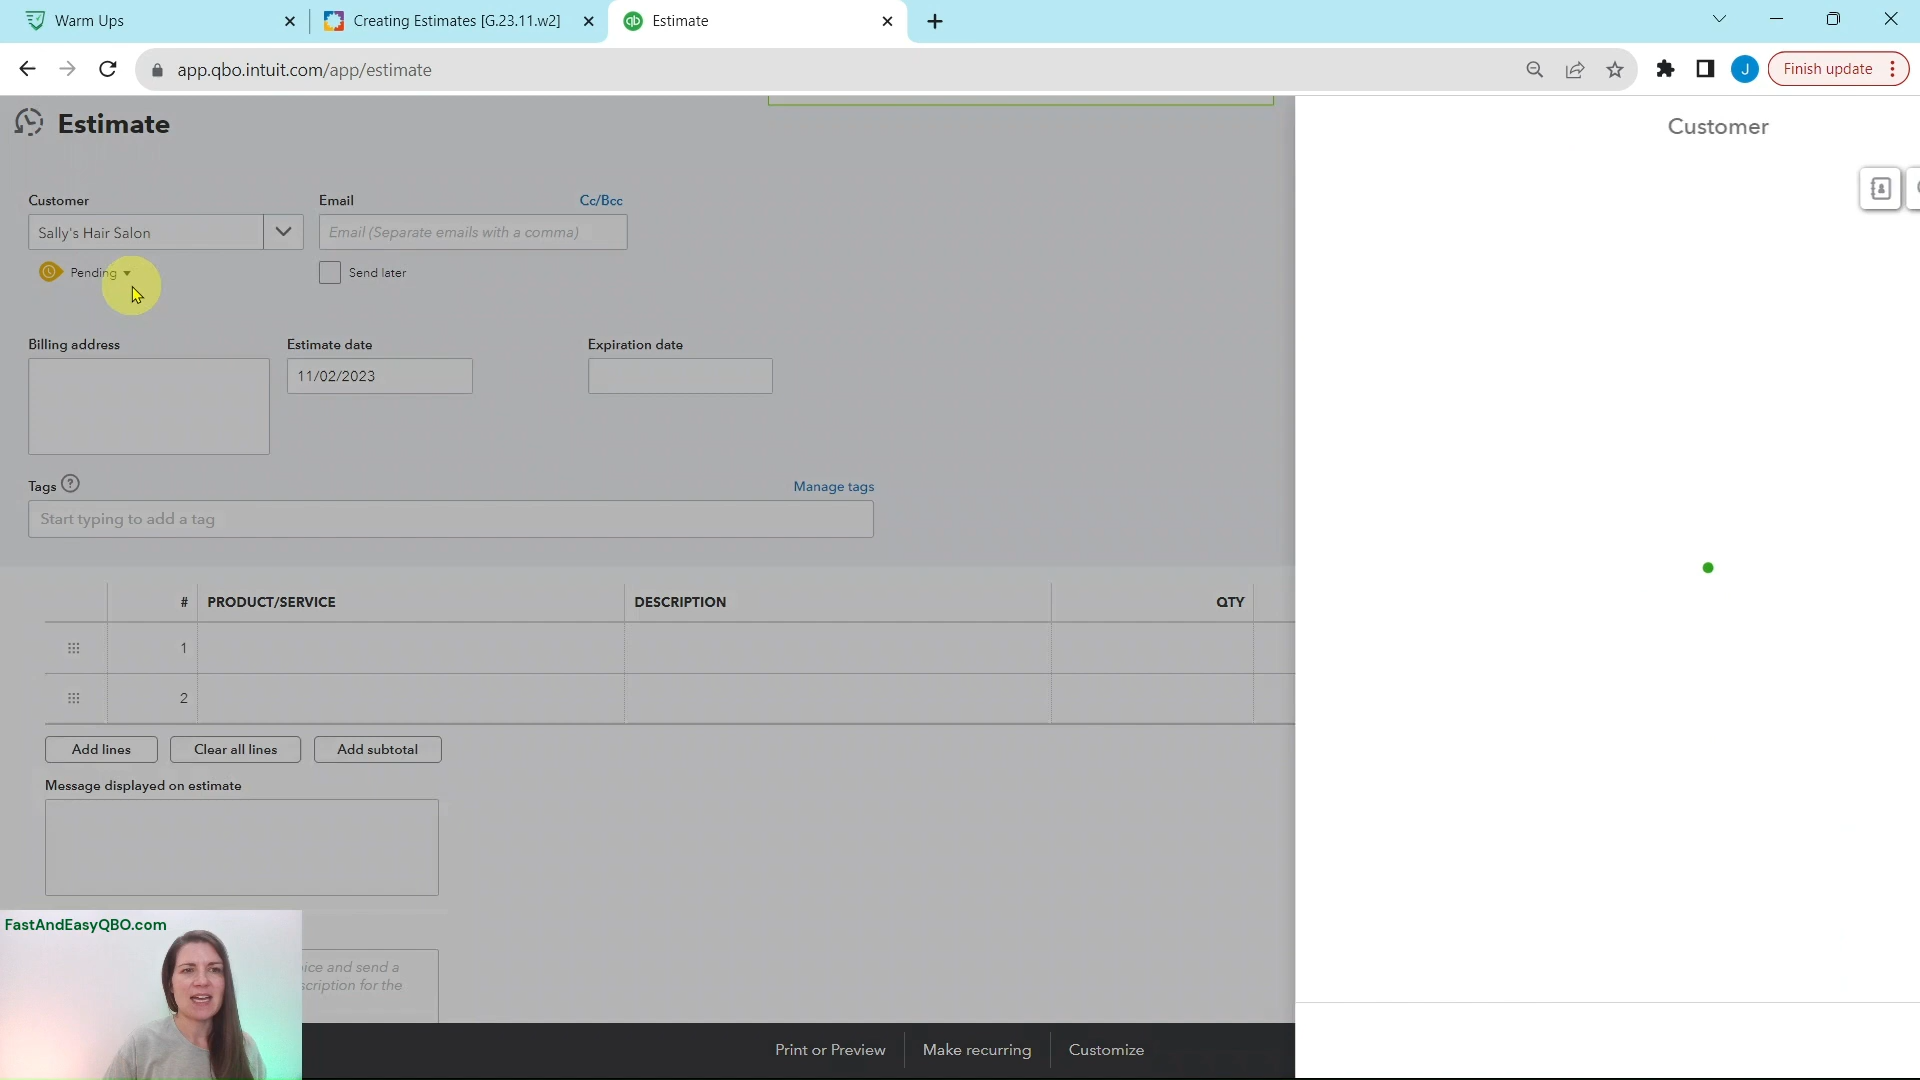 Warm Ups
Creating Estimates [G.23.11.w2]
Estimate
app.qbo.intuit.com/app/estimate
J
Finish update
Estimate
Customer
Customer
Email
Cc/Bcc
Sally's Hair Salon
Email (Separate emails with a comma)
Pending
Send later
Billing address
Estimate date
Expiration date
11/02/2023
Tags
Manage tags
Start typing to add a tag
# PRODUCT/SERVICE DESCRIPTION QTY
1
2
Add lines
Clear all lines
Add subtotal
Message displayed on estimate
FastAndEasyQBO.com
ice and send a
scription for the
Print or Preview
Make recurring
Customize